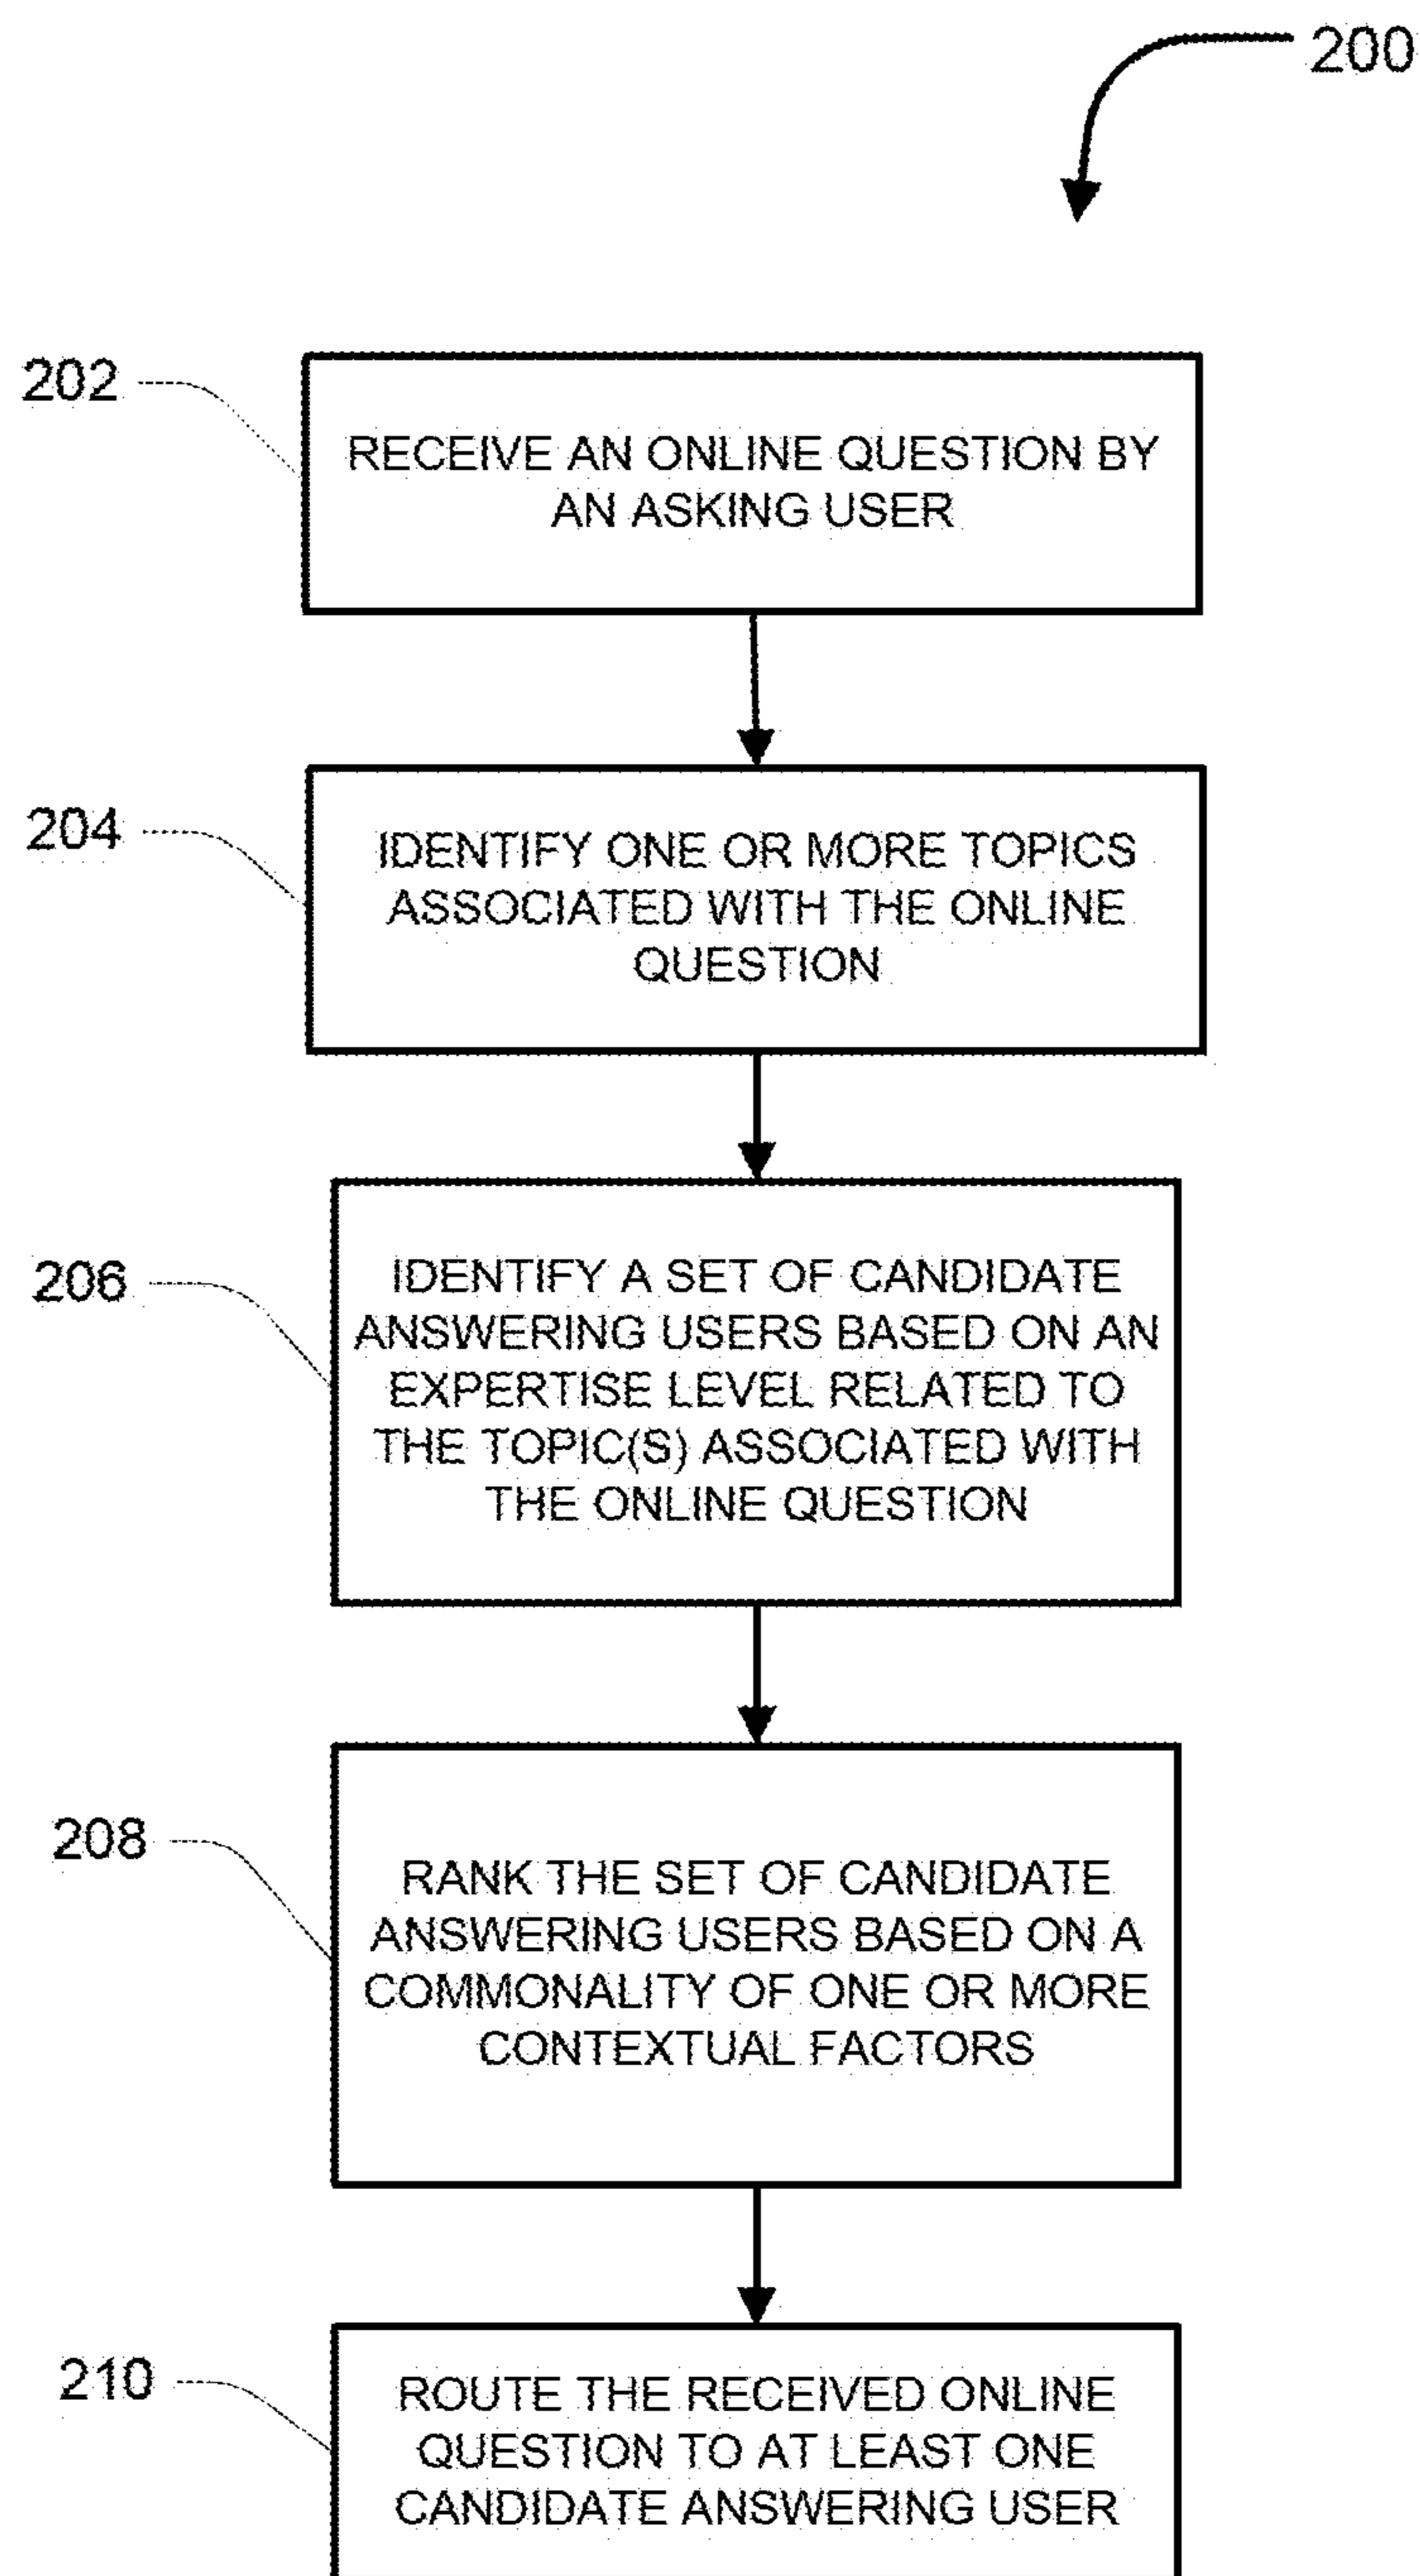 200
202
RECEIVE AN ONLINE QUESTION BY
AN ASKING USER
204
IDENTIFY ONE OR MORE TOPICS
ASSOCIATED WITH THE ONLINE
QUESTION
206
IDENTIFY A SET OF CANDIDATE
ANSWERING USERS BASED ON AN
EXPERTISE LEVEL RELATED TO
THE TOPIC(S) ASSOCIATED WITH
THE ONLINE QUESTION
208
RANK THE SET OF CANDIDATE
ANSWERING USERS BASED ON A
COMMONALITY OF ONE OR MORE
CONTEXTUAL FACTORS
210
ROUTE THE RECEIVED ONLINE
QUESTION TO AT LEAST ONE
CANDIDATE ANSWERING USER